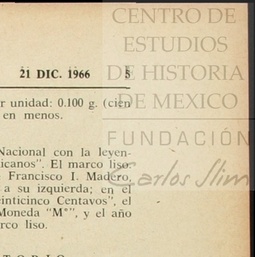 CENTRO DE
ESTUDIOS
DE HISTORIA
DE MEXICO
FUNDACIÓN
Carlos Slim
21 DIC. 1966 5
r unidad: 0.100 g. (cien
en menos.
Nacional con la leyen-
icanos". El marco liso.
Francisco I. Madero,
a su izquierda; en el
einticinco Centavos", el
Moneda "Mº", y el año
rco liso.